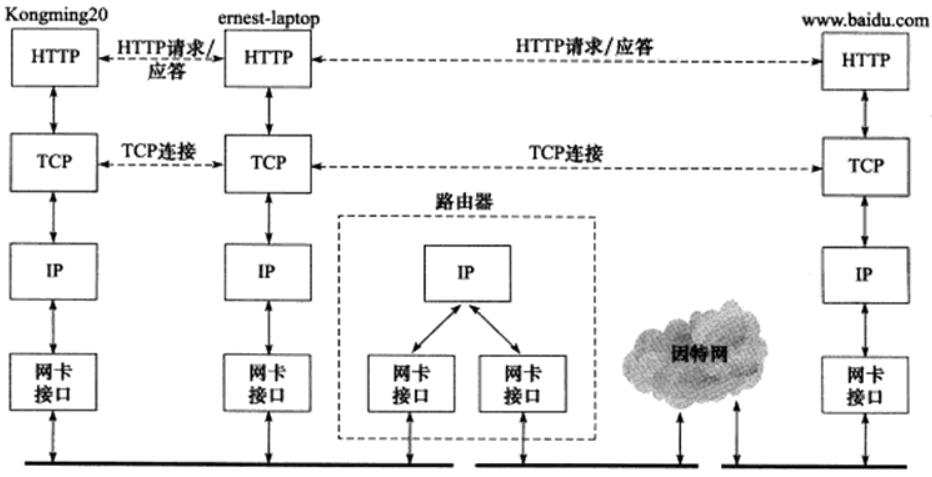 Kongming20
ernest-laptop
www.baidu.com
HTTP
HTTP请求/
应答
HTTP
HTTP请求/应答
HTTP
TCP
TCP连接
TCP
TCP连接
TCP
路由器
IP
IP
IP
IP
因特网
网卡
接口
网卡
接口
网卡
接口
网卡
接口
网卡
接口